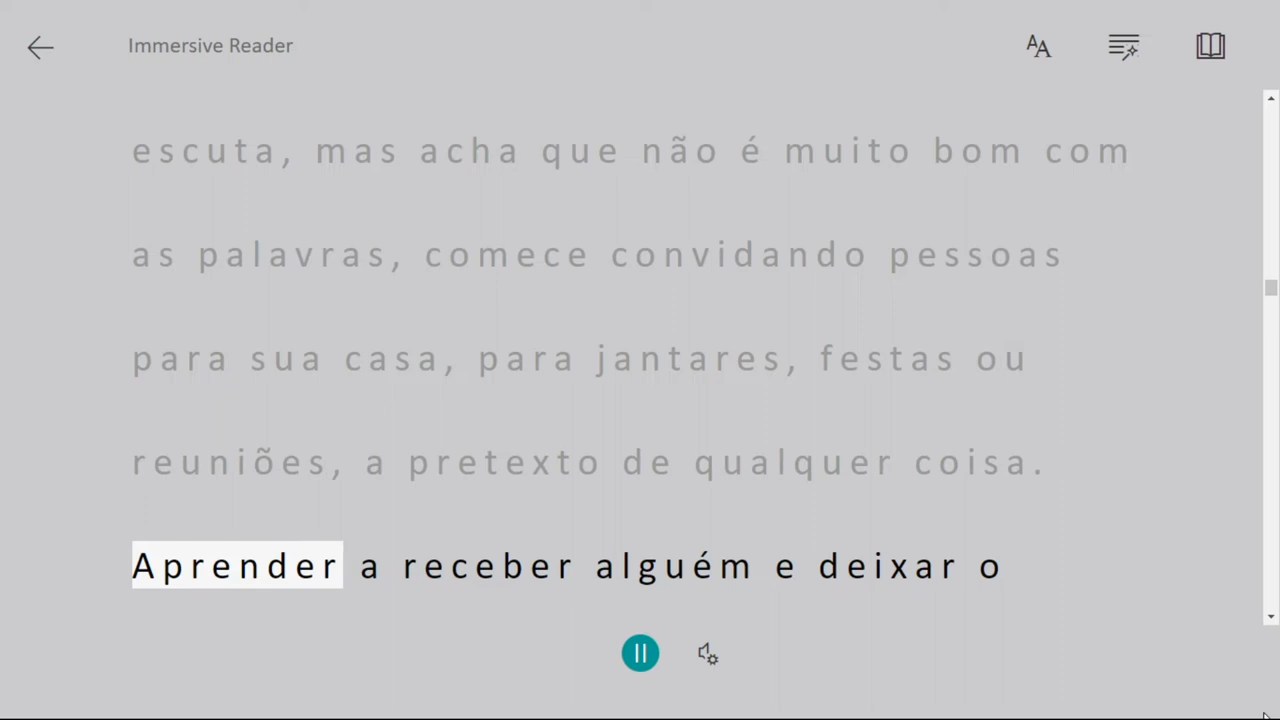 Immersive Reader
escuta, mas acha que não é muito bom com
as palavras, comece convidando pessoas
para sua casa, para jantares, festas ou
reuniões, a pretexto de qualquer coisa.
Aprender a receber alguém e deixar o